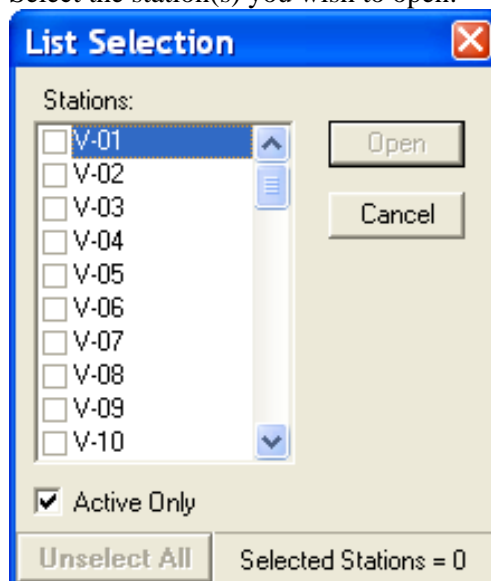 Select the station(s) you wish to open.
List Selection
Stations:
V-01
Open
V-02
V-03
Cancel
V-04
V-05
V-06
V-07
V-08
V-09
V-10
Active Only
Unselect All
Selected Stations = 0